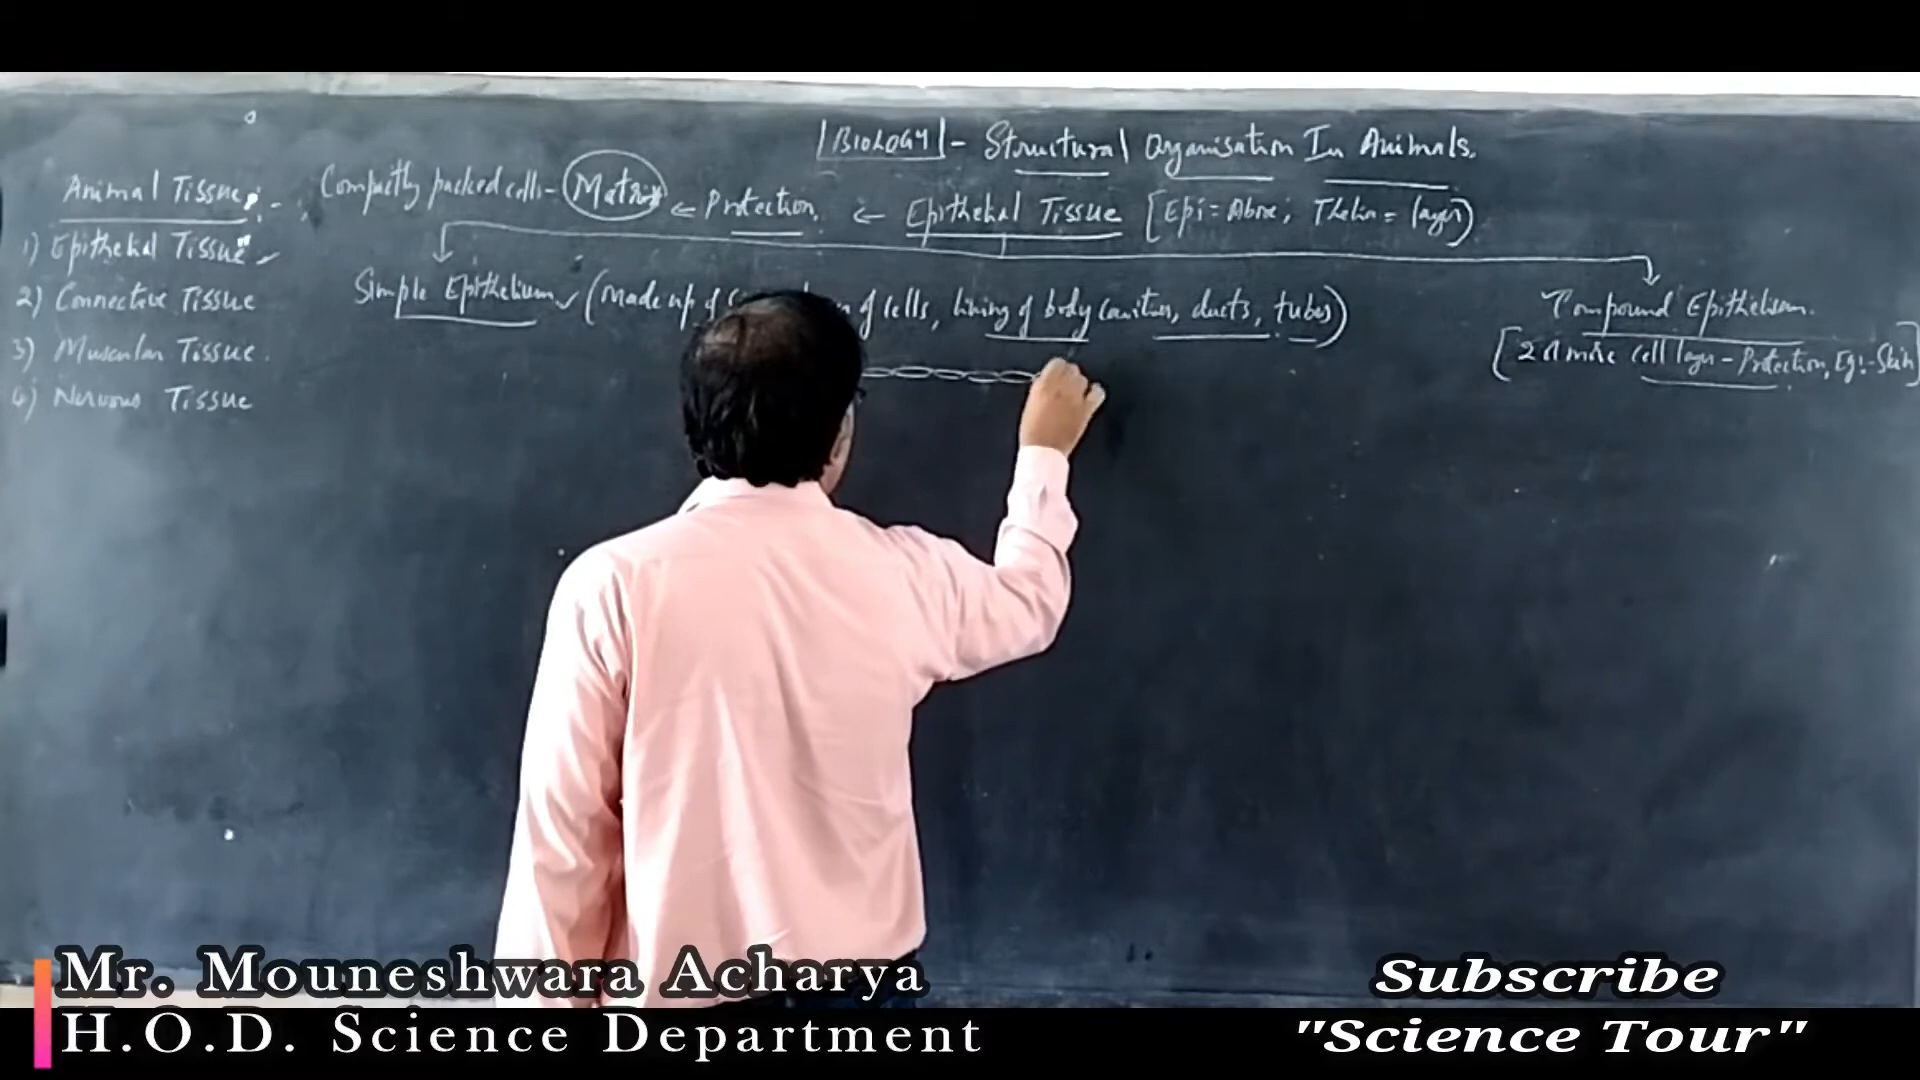 |BIOLOGY| - Structural Organisation In Animals.
Animal Tissue :- Compactly packed cells - Matrix ← Protection. ← Epithelial Tissue [Epi = Above; Thelin = layer)
1) Epithelial Tissue ✓
2) Connective Tissue
3) Muscular Tissue.
4) Nervous Tissue
Simple Epithelium ✓ (Made up of of cells, lining of body cavities, ducts, tubes)
Compound Epithelium.
[2 or more cell layer - Protection, Eg:- Skin]
Mr. Mouneshwara Acharya
H.O.D. Science Department
Subscribe
"Science Tour"